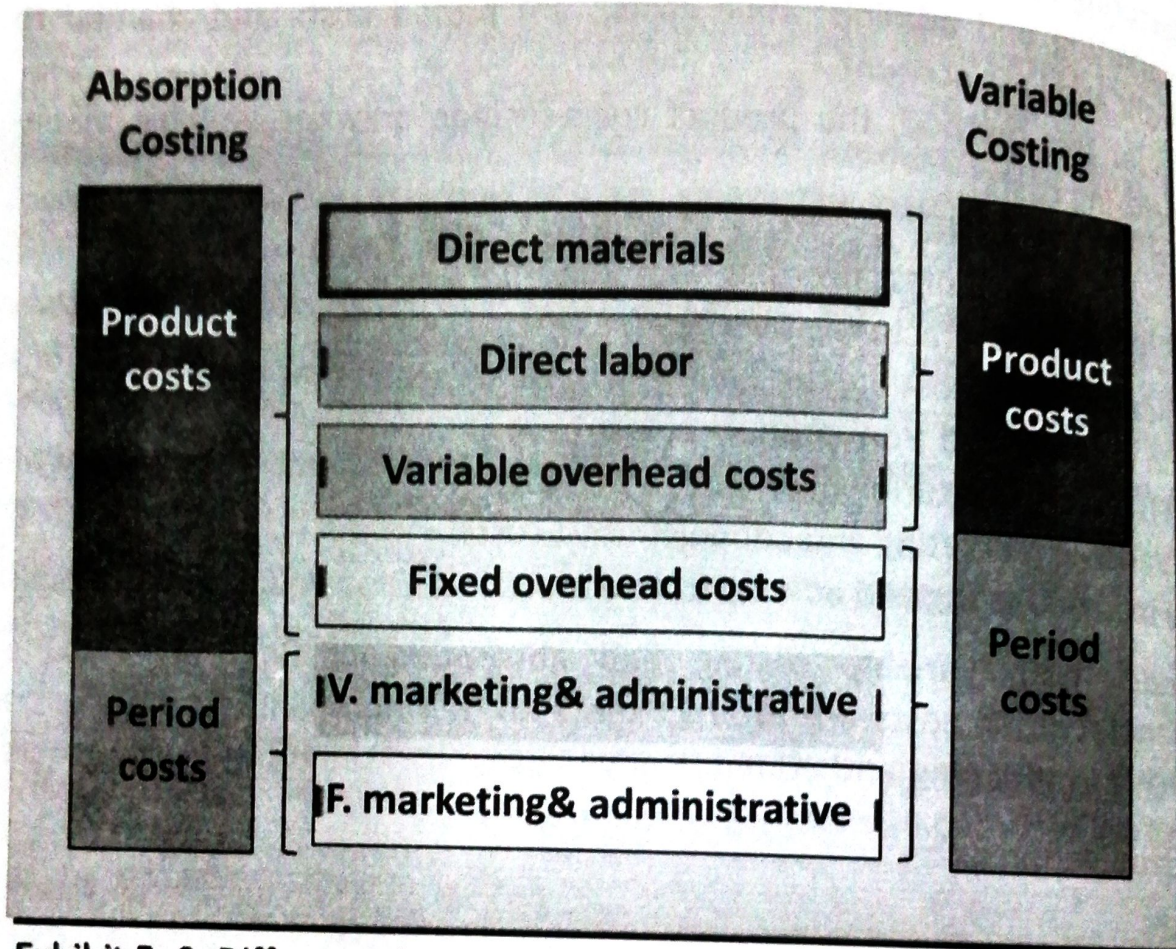 Absorption
Costing
Variable
Costing
Product
costs
Direct materials
Direct labor
Variable overhead costs
Fixed overhead costs
V. marketing& administrative
F. marketing& administrative
Product
costs
Period
costs
Period
costs